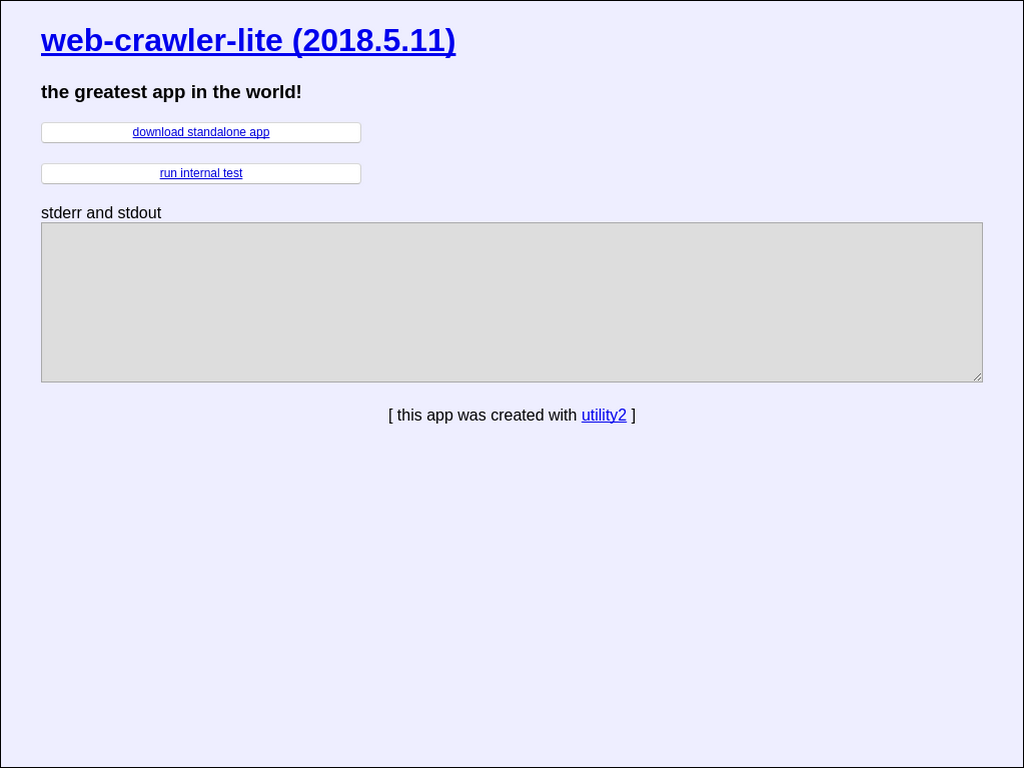 web-crawler-lite (2018.5.11)
the greatest app in the world!
download standalone app
run internal test
stderr and stdout
[ this app was created with utility2 ]